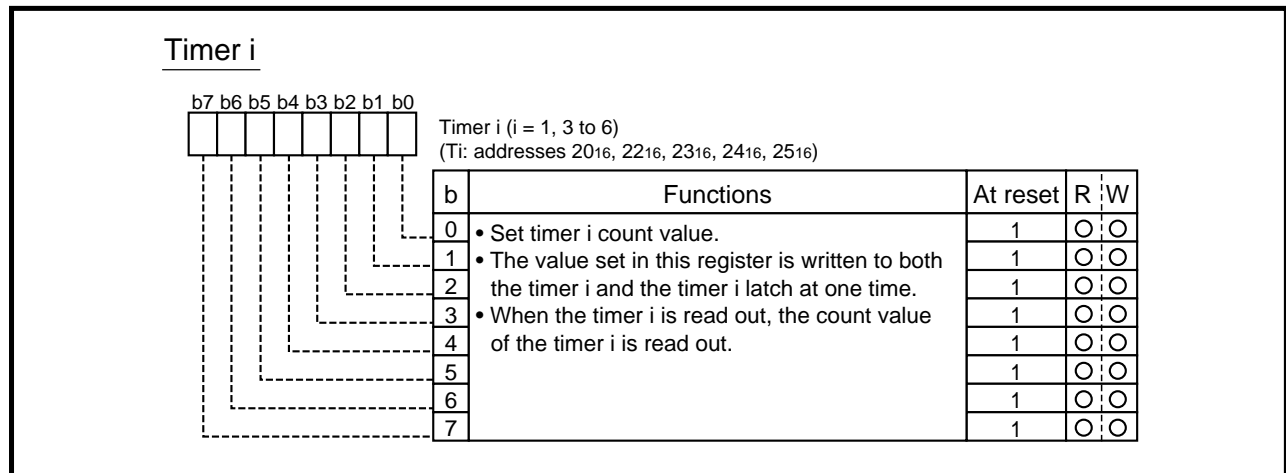 Timer i
b7 b6 b5 b4 b3 b2 b1 b0
Timer i (i = 1, 3 to 6)
(Ti: addresses 2016, 2216, 2316, 2416, 2516)
b Functions At reset R W
0 • Set timer i count value. 1 O O
1 • The value set in this register is written to both 1 O O
2 the timer i and the timer i latch at one time. 1 O O
3 • When the timer i is read out, the count value 1 O O
4 of the timer i is read out. 1 O O
5 1 O O
6 1 O O
7 1 O O